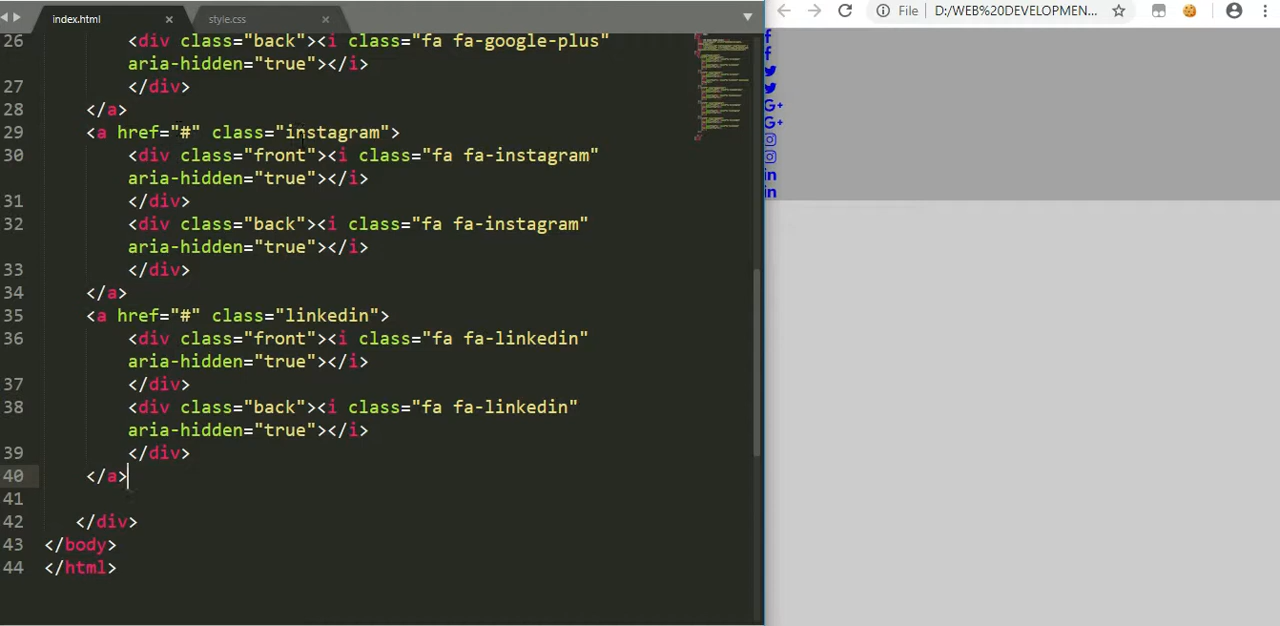 index.html × style.css ×
File D:/WEB%20DEVELOPMEN...
26 <div class="back"><i class="fa fa-google-plus"
aria-hidden="true"></i>
27 </div>
28 </a>
29 <a href="#" class="instagram">
30 <div class="front"><i class="fa fa-instagram"
aria-hidden="true"></i>
31 </div>
32 <div class="back"><i class="fa fa-instagram"
aria-hidden="true"></i>
33 </div>
34 </a>
35 <a href="#" class="linkedin">
36 <div class="front"><i class="fa fa-linkedin"
aria-hidden="true"></i>
37 </div>
38 <div class="back"><i class="fa fa-linkedin"
aria-hidden="true"></i>
39 </div>
40 </a>
41
42 </div>
43 </body>
44 </html>
f
f
G+
G+
in
in